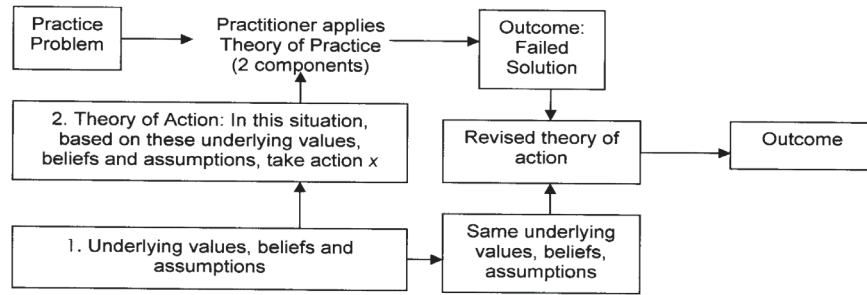 Practice
Problem
Practitioner applies
Theory of Practice
(2 components)
Outcome:
Failed
Solution
2. Theory of Action: In this situation,
based on these underlying values,
beliefs and assumptions, take action x
Revised theory of
action
Outcome
1. Underlying values, beliefs and
assumptions
Same underlying
values, beliefs,
assumptions